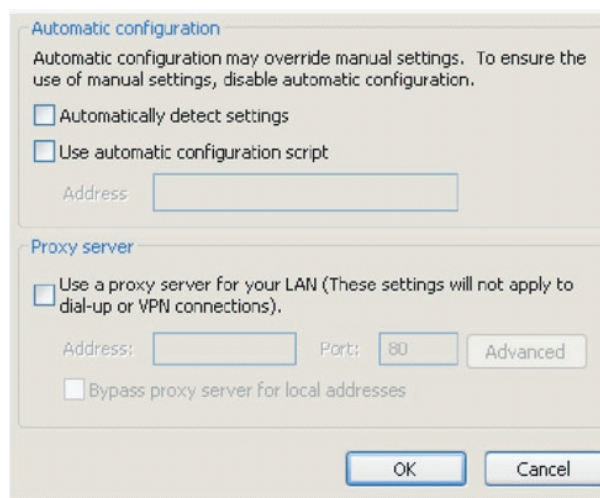 Automatic configuration
Automatic configuration may override manual settings. To ensure the
use of manual settings, disable automatic configuration.
Automatically detect settings
Use automatic configuration script
Address
Proxy server
Use a proxy server for your LAN (These settings will not apply to
dial-up or VPN connections).
Address: Port: 80 Advanced
Bypass proxy server for local addresses
OK Cancel